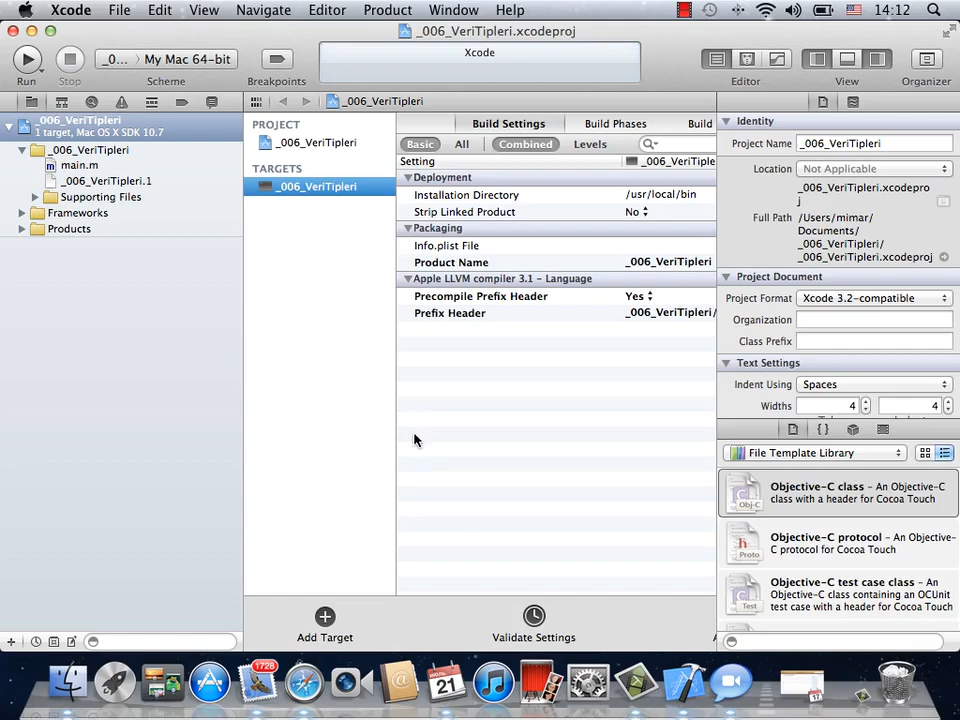 Xcode File Edit View Navigate Editor Product Window Help 14:12
_006_VeriTipleri.xcodeproj
_0... My Mac 64-bit
Xcode
Run Stop Scheme Breakpoints Editor View Organizer
_006_VeriTipleri
1 target, Mac OS X SDK 10.7
_006_VeriTipleri
main.m
_006_VeriTipleri.1
Supporting Files
Frameworks
Products
_006_VeriTipleri
PROJECT
_006_VeriTipleri
TARGETS
_006_VeriTipleri
Add Target
Build Settings Build Phases Build
Basic All Combined Levels
Setting _006_VeriTiple
Deployment
Installation Directory /usr/local/bin
Strip Linked Product No
Packaging
Info.plist File
Product Name _006_VeriTipleri
Apple LLVM compiler 3.1 - Language
Precompile Prefix Header Yes
Prefix Header _006_VeriTipleri/
Validate Settings
Identity
Project Name _006_VeriTipleri
Location Not Applicable
_006_VeriTipleri.xcodepro
j
Full Path /Users/mimar/
Documents/
_006_VeriTipleri/
_006_VeriTipleri.xcodeproj
Project Document
Project Format Xcode 3.2-compatible
Organization
Class Prefix
Text Settings
Indent Using Spaces
Widths 4 4
File Template Library
Objective-C class - An Objective-C
class with a header for Cocoa Touch
Obj-C
Objective-C protocol - An Objective-
C protocol for Cocoa Touch
h
Proto
Objective-C test case class - An
Objective-C class containing an OCUnit
test case with a header for Cocoa Touch
Test
1728
21
17